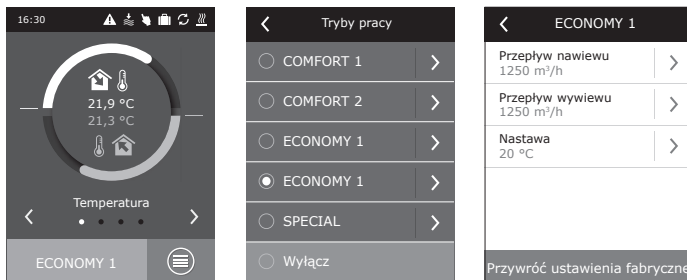 16:30
21,9 °C
21,3 °C
Temperatura
ECONOMY 1
Tryby pracy
COMFORT 1
COMFORT 2
ECONOMY 1
ECONOMY 1
SPECIAL
Wyłącz
ECONOMY 1
Przepływ nawiewu
1250 m³/h
Przepływ wywiewu
1250 m³/h
Nastawa
20 °C
Przywróć ustawienia fabryczne